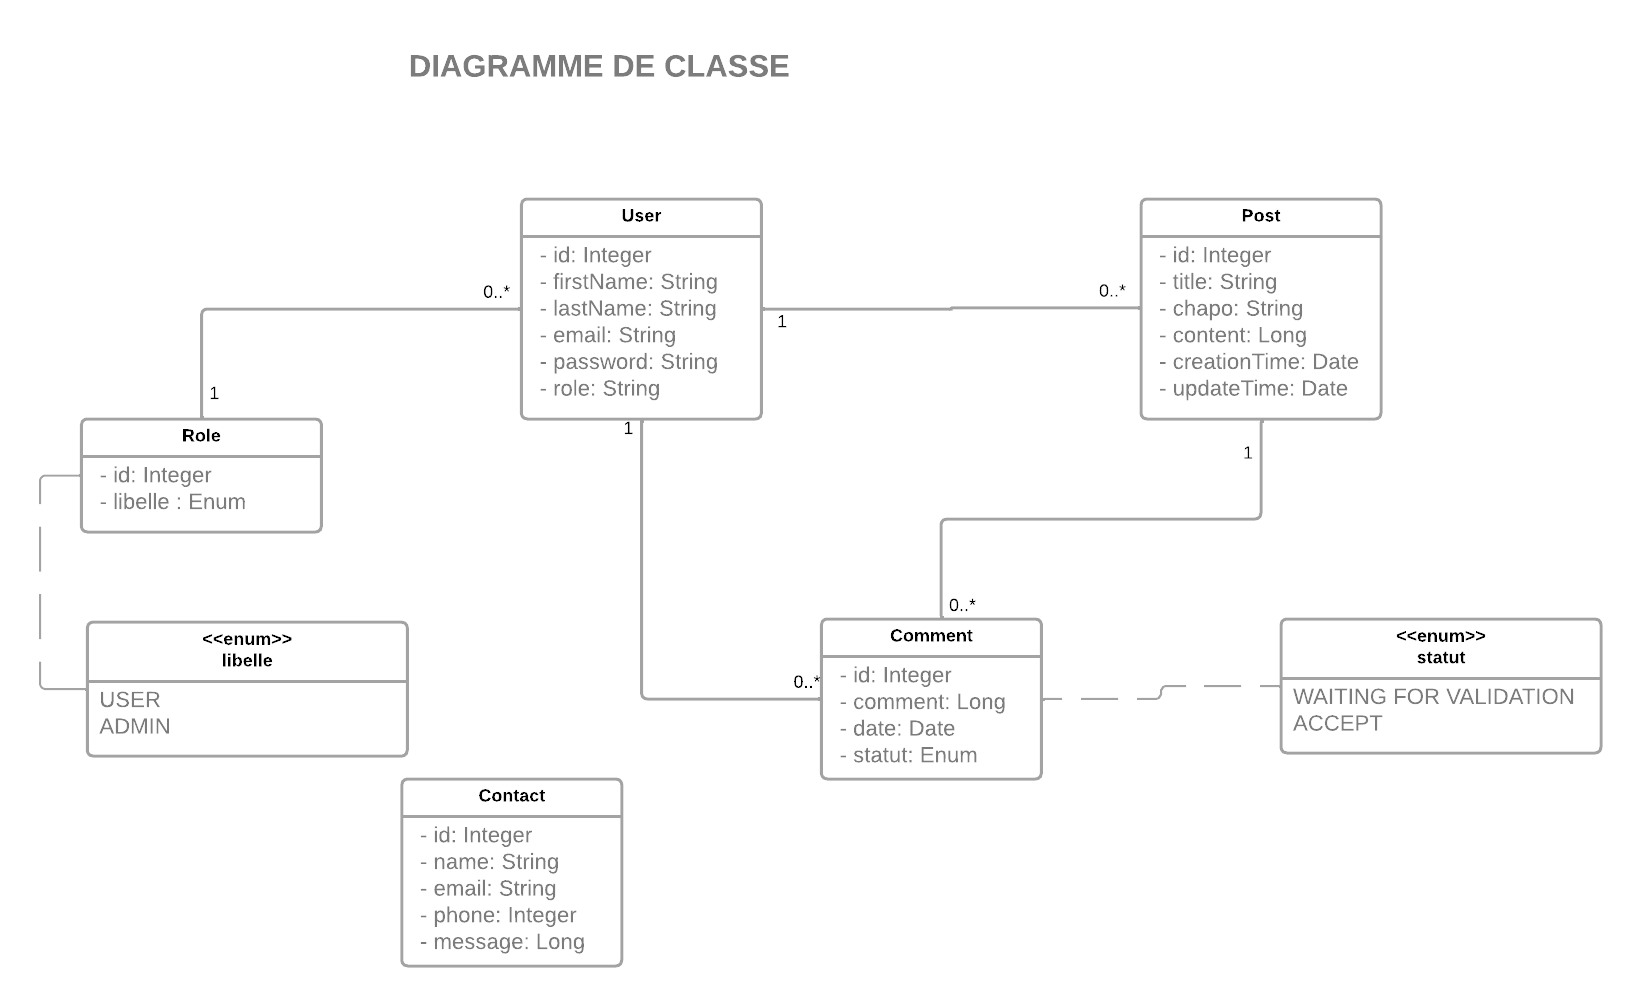 DIAGRAMME DE CLASSE
User
- id: Integer
- firstName: String
- lastName: String
- email: String
- password: String
- role: String
Post
- id: Integer
- title: String
- chapo: String
- content: Long
- creationTime: Date
- updateTime: Date
0..*
1
0..*
1
1
1
Role
- id: Integer
- libelle : Enum
0..*
0..*
<<enum>>
libelle
USER
ADMIN
Comment
- id: Integer
- comment: Long
- date: Date
- statut: Enum
<<enum>>
statut
WAITING FOR VALIDATION
ACCEPT
Contact
- id: Integer
- name: String
- email: String
- phone: Integer
- message: Long